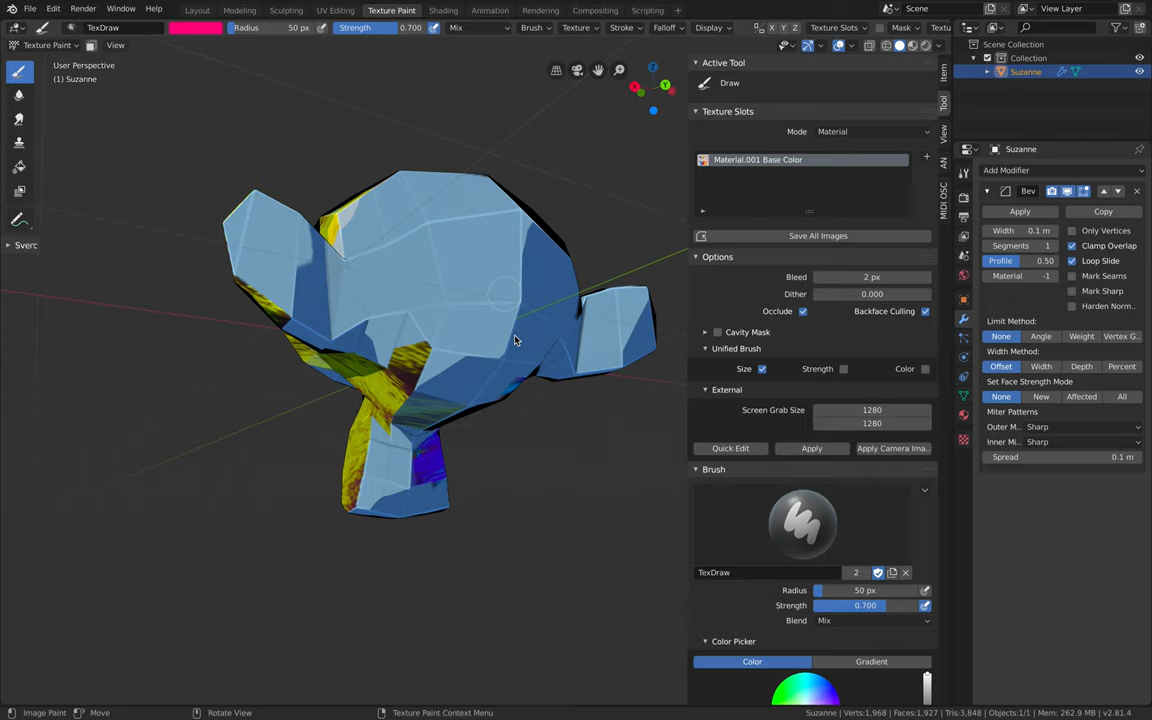 File Edit Render Window Help Layout Modeling Sculpting UV Editing Texture Paint Shading Animation Rendering Compositing Scripting Scene View Layer
TexDraw Radius 50 px Strength 0.700 Mix Brush Texture Stroke Falloff Display X Y Z Texture Slots Mask
Texture Paint View
User Perspective
(1) Suzanne
Sverc
Active Tool
Draw
Texture Slots
Mode Material
Material.001 Base Color
Save All Images
Options
Bleed 2 px
Dither 0.000
Occlude Backface Culling
Cavity Mask
Unified Brush
Size Strength Color
External
Screen Grab Size 1280
1280
Quick Edit Apply Apply Camera Ima..
Brush
TexDraw 2
Radius 50 px
Strength 0.700
Blend Mix
Color Picker
Color Gradient
Item
Tool
View
AN
MIDI OSC
Scene Collection
Collection
Suzanne
Suzanne
Add Modifier
Bev
Apply Copy
Width 0.1 m Only Vertices
Segments 1 Clamp Overlap
Profile 0.50 Loop Slide
Material -1 Mark Seams
Mark Sharp
Harden Norm..
Limit Method:
None Angle Weight Vertex G..
Width Method:
Offset Width Depth Percent
Set Face Strength Mode
None New Affected All
Miter Patterns
Outer M.. Sharp
Inner Mi.. Sharp
Spread 0.1 m
Image Paint Move Rotate View Texture Paint Context Menu Suzanne | Verts:1,968 | Faces:1,927 | Tris:3,848 | Objects:1/1 | Mem: 262.9 MB | v2.81.4